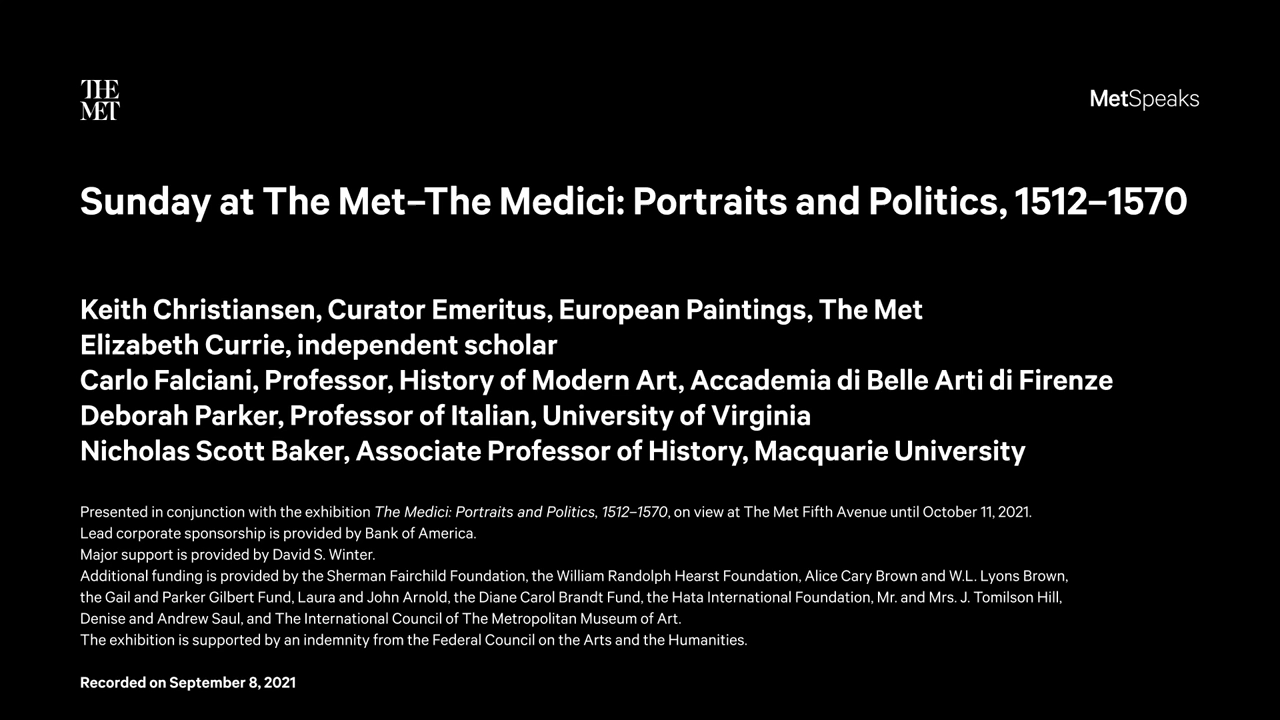 THE
MET
MetSpeaks
Sunday at The Met–The Medici: Portraits and Politics, 1512–1570
Keith Christiansen, Curator Emeritus, European Paintings, The Met
Elizabeth Currie, independent scholar
Carlo Falciani, Professor, History of Modern Art, Accademia di Belle Arti di Firenze
Deborah Parker, Professor of Italian, University of Virginia
Nicholas Scott Baker, Associate Professor of History, Macquarie University
Presented in conjunction with the exhibition The Medici: Portraits and Politics, 1512–1570, on view at The Met Fifth Avenue until October 11, 2021.
Lead corporate sponsorship is provided by Bank of America.
Major support is provided by David S. Winter.
Additional funding is provided by the Sherman Fairchild Foundation, the William Randolph Hearst Foundation, Alice Cary Brown and W.L. Lyons Brown,
the Gail and Parker Gilbert Fund, Laura and John Arnold, the Diane Carol Brandt Fund, the Hata International Foundation, Mr. and Mrs. J. Tomilson Hill,
Denise and Andrew Saul, and The International Council of The Metropolitan Museum of Art.
The exhibition is supported by an indemnity from the Federal Council on the Arts and the Humanities.
Recorded on September 8, 2021